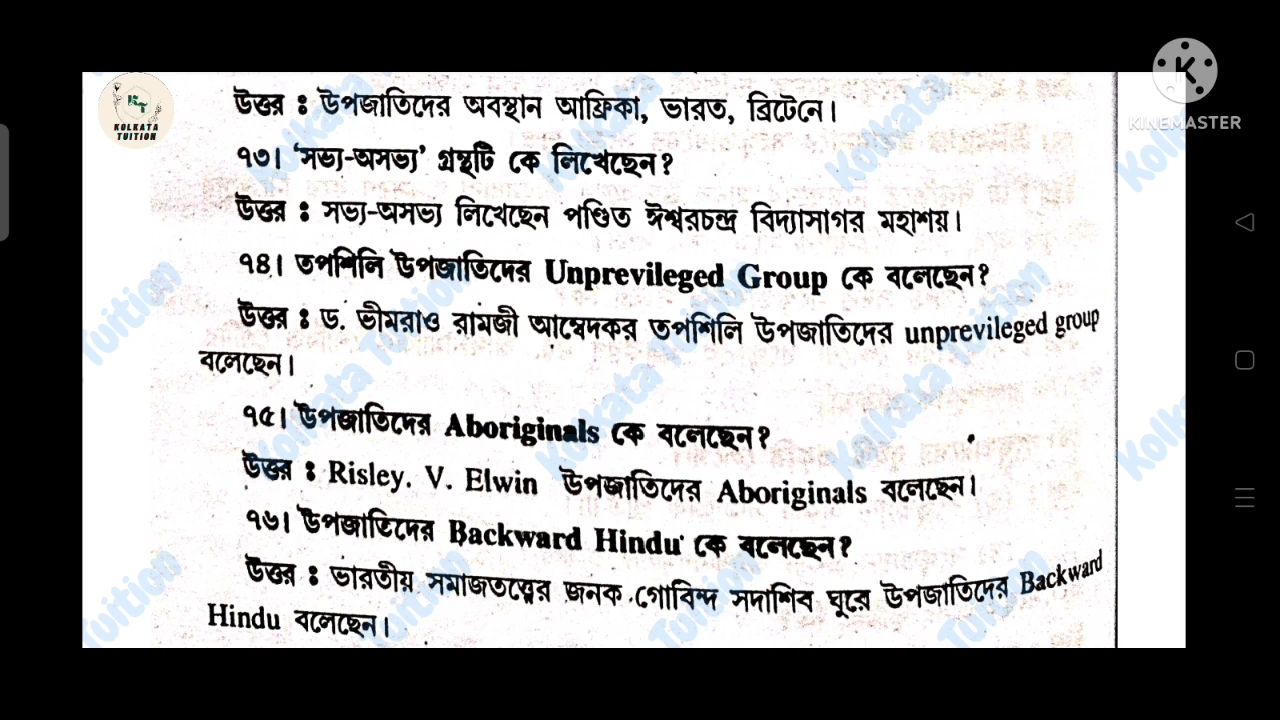 উত্তর : উপজাতিদের অবস্থান আফ্রিকা, ভারত, ব্রিটেনে।
৭৩। ‘সভ্য-অসভ্য’ গ্রন্থটি কে লিখেছেন?
উত্তর : সভ্য-অসভ্য লিখেছেন পণ্ডিত ঈশ্বরচন্দ্র বিদ্যাসাগর মহাশয়।
৭৪। তপশিলি উপজাতিদের Unprevileged Group কে বলেছেন?
উত্তর : ড. ভীমরাও রামজী আম্বেদকর তপশিলি উপজাতিদের unprevileged group
বলেছেন।
৭৫। উপজাতিদের Aboriginals কে বলেছেন?
উত্তর : Risley. V. Elwin উপজাতিদের Aboriginals বলেছেন।
৭৬। উপজাতিদের Backward Hindu কে বলেছেন?
উত্তর : ভারতীয় সমাজতত্ত্বের জনক গোবিন্দ সদাশিব ঘুরে উপজাতিদের Backward
Hindu বলেছেন।
KOLKATA
TUITION
K
KINEMASTER
Kolkata Tuition